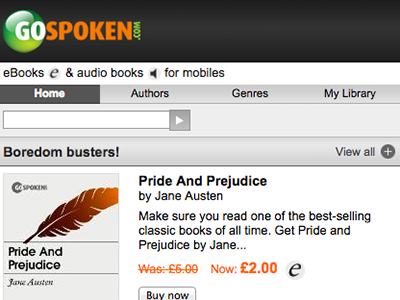 GOSPOKEN.COM
eBooks e & audio books for mobiles
Home Authors Genres My Library
Boredom busters! View all
GOSPOKEN
Pride And Prejudice
Jane Austen
Pride And Prejudice
by Jane Austen
Make sure you read one of the best-selling
classic books of all time. Get Pride and
Prejudice by Jane...
Was: £5.00 Now: £2.00 e
Buy now